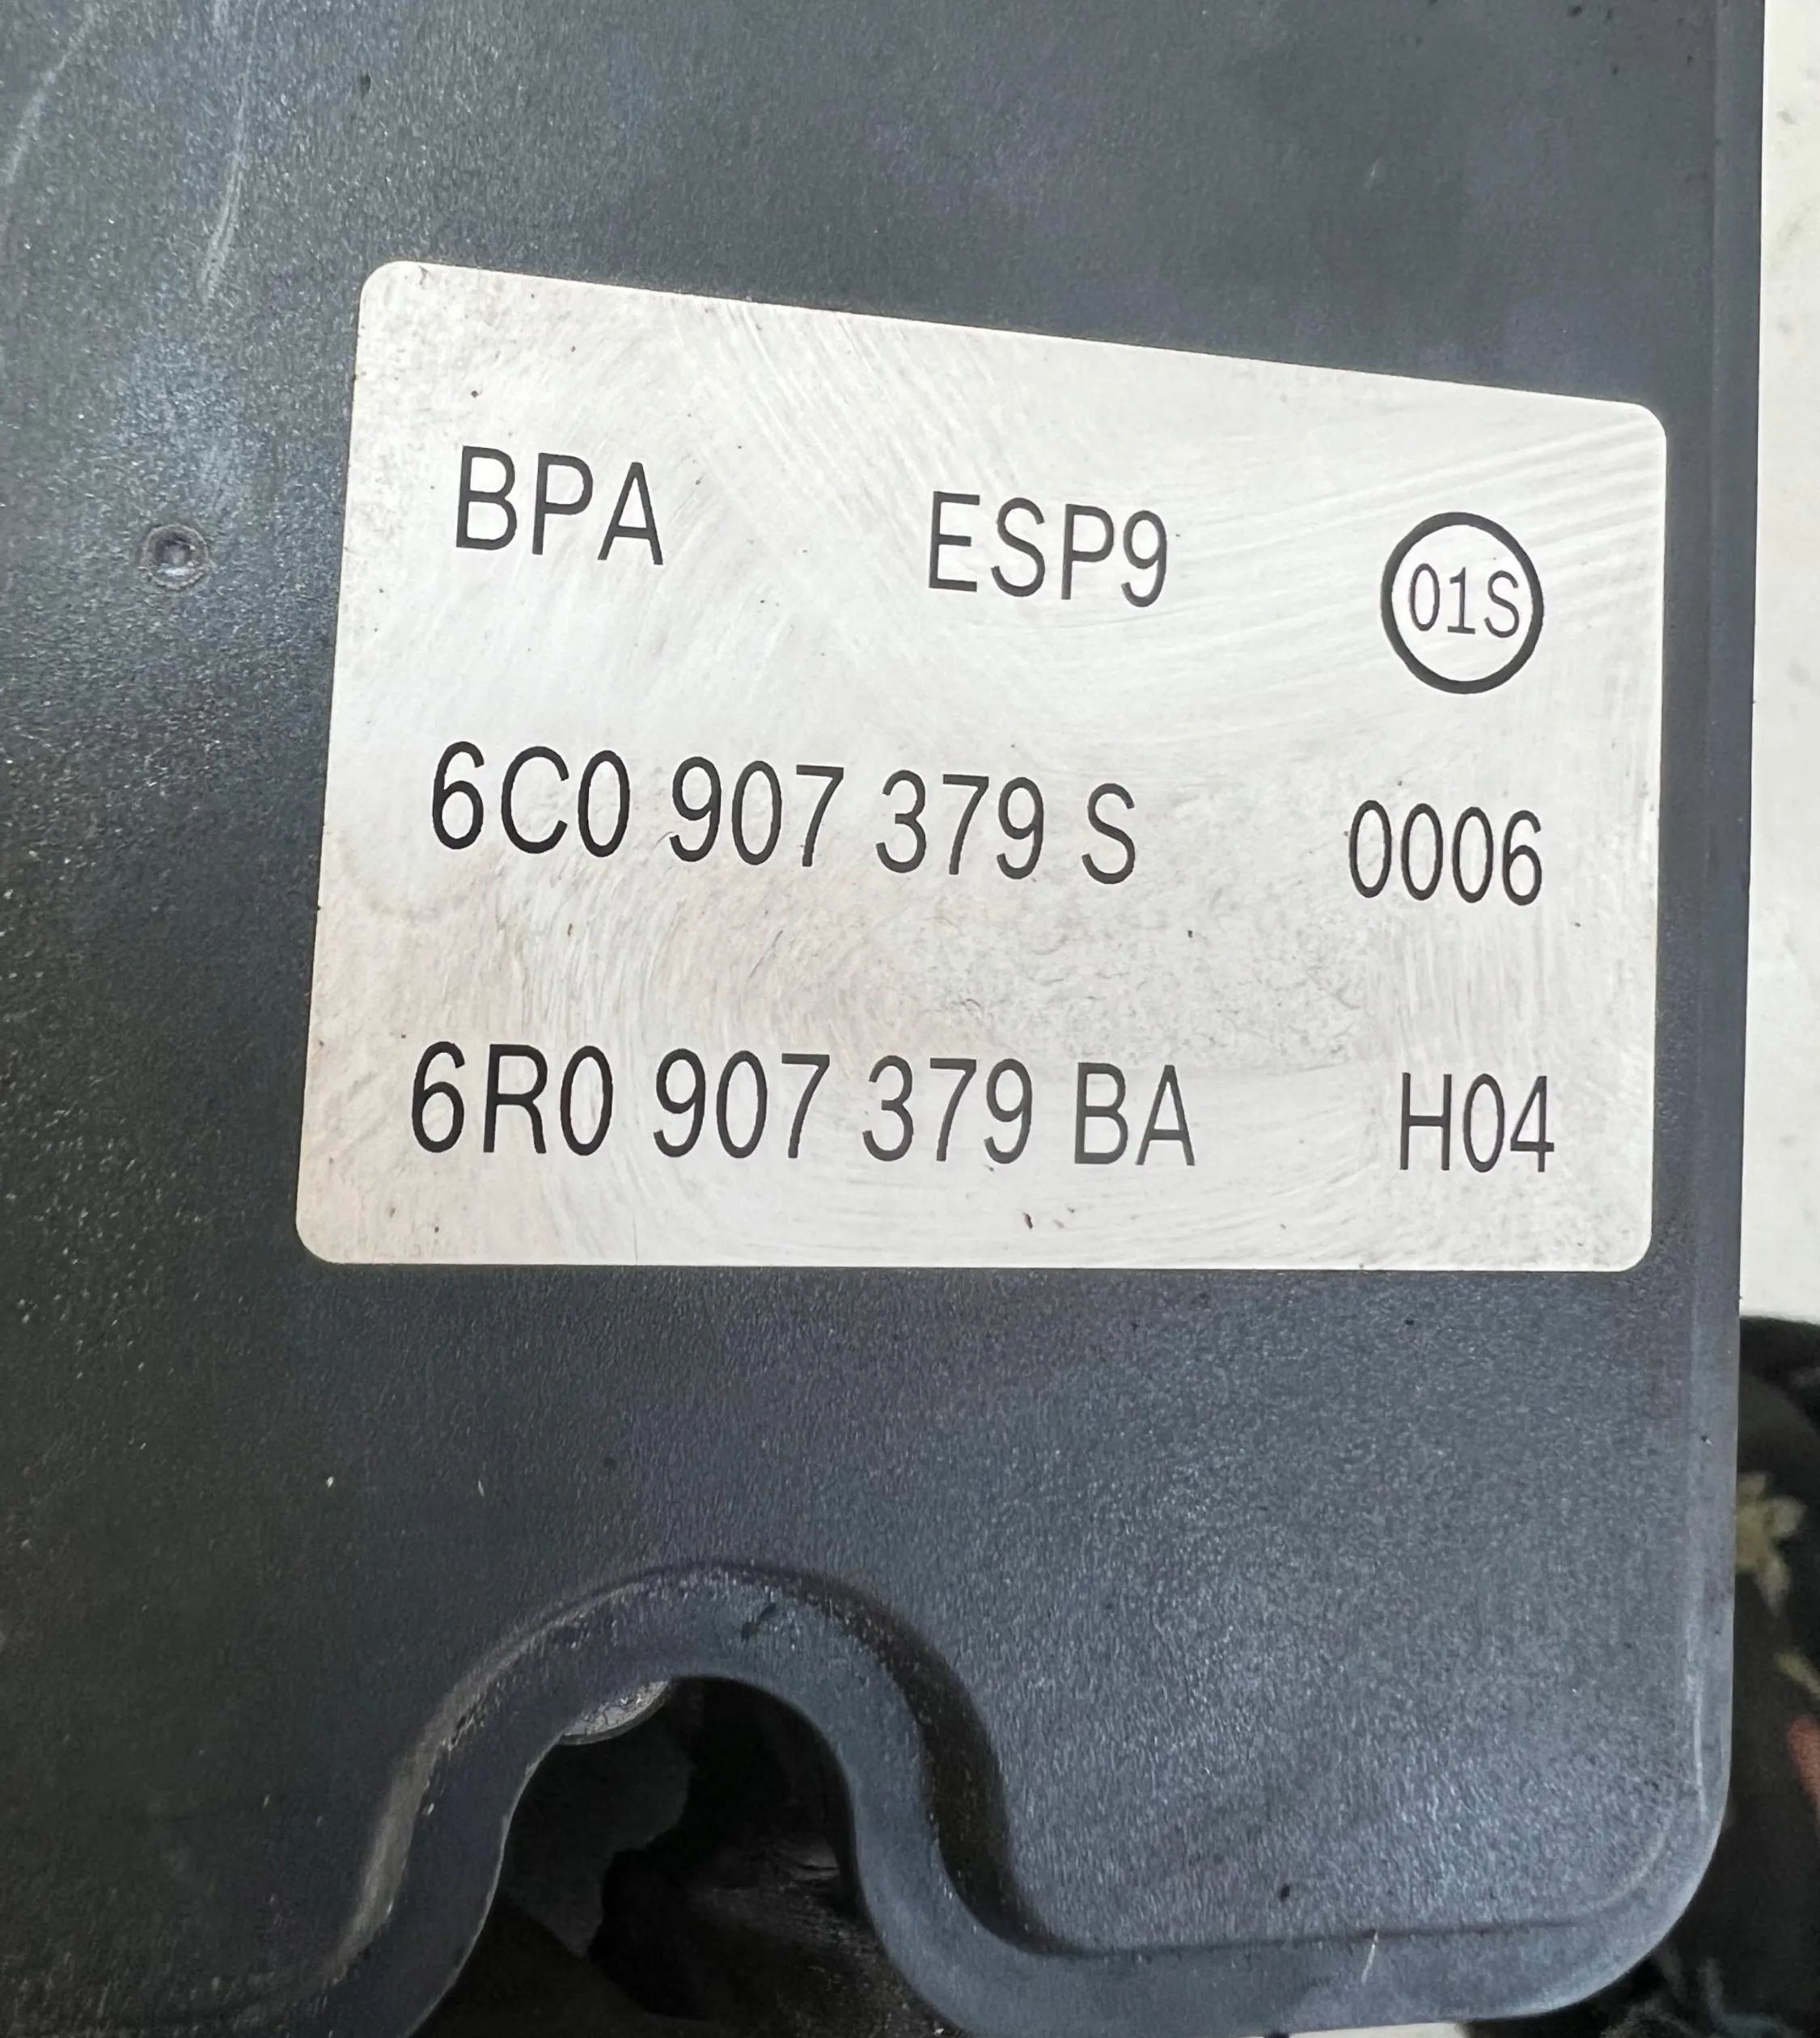 BPA ESP9 01S
6C0 907 379 S 0006
6R0 907 379 BA H04